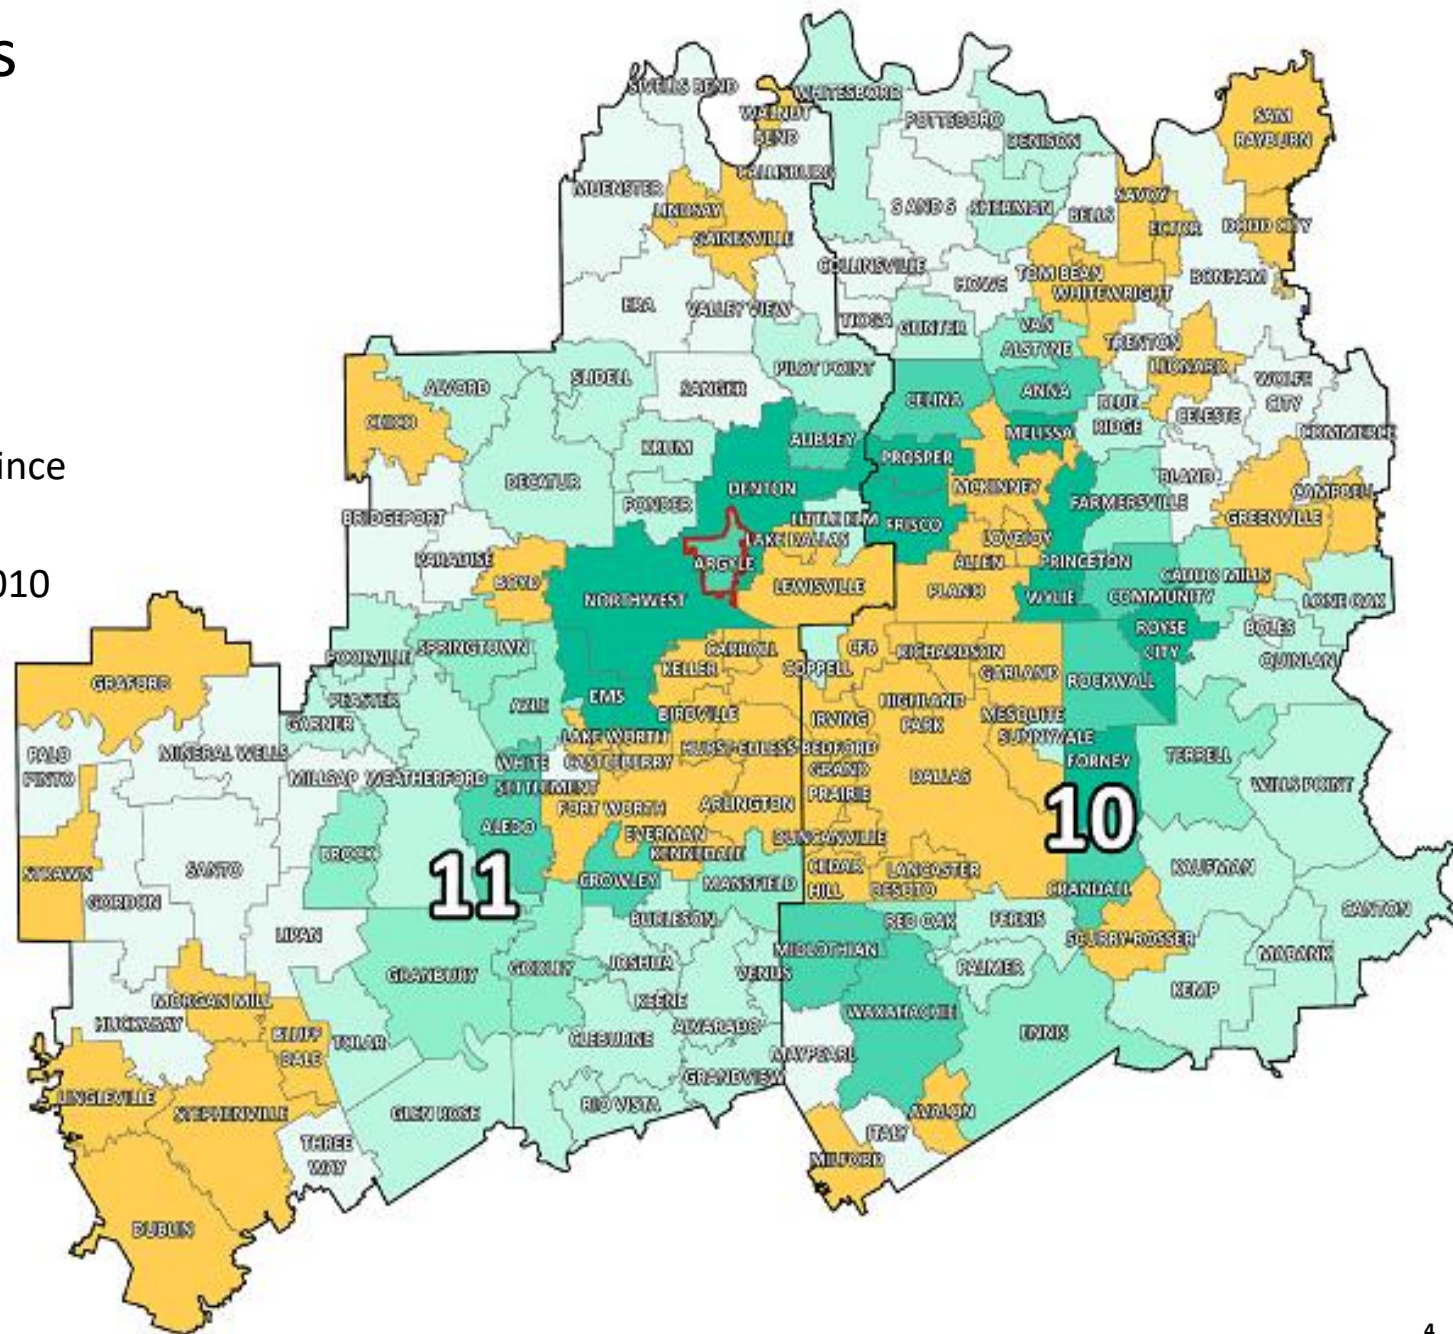 s
SIVELLS BEND
WHITESBORO
WALNUT
BEND
POTTSBORO
SAM
RAYBURN
DENISON
CALLISBURG
MUENSTER
LINDSAY
S AND S
SHERMAN
BELLS
SAVOY
ECTOR
DODD CITY
GAINESVILLE
COLLINSVILLE
HOWE
TOM BEAN
BONHAM
WHITEWRIGHT
ERA
VALLEY VIEW
TIOGA
GUNTER
VAN
ALSTYNE
TRENTON
LEONARD
PILOT POINT
SLIDELL
SANGER
ALVORD
CELINA
ANNA
BLUE
RIDGE
WOLFE
CITY
CELESTE
COMMERCE
CHICO
KRUM
AUBREY
MELISSA
PROSPER
ince
DECATUR
DENTON
MCKINNEY
BLAND
CAMPBELL
PONDER
FARMERSVILLE
BRIDGEPORT
LITTLE ELM
FRISCO
GREENVILLE
LAKE DALLAS
LOVEJOY
PARADISE
ARGYLE
ALLEN
PRINCETON
010
BOYD
NORTHWEST
LEWISVILLE
PLANO
WYLIE
CADDO MILLS
COMMUNITY
LONE OAK
ROYSE
CITY
BOLES
POOLVILLE
SPRINGTOWN
CARROLL
KELLER
COPPELL
CFB
RICHARDSON
GARLAND
QUINLAN
GRAFORD
PEASTER
AZLE
EMS
ROCKWALL
GARNER
BIRDVILLE
IRVING
HIGHLAND
PARK
MESQUITE
SUNNYVALE
PALO
PINTO
MINERAL WELLS
LAKE WORTH
HURST-EULESS-BEDFORD
MILLSAP
WEATHERFORD
WHITE
SETTLEMENT
CASTLEBERRY
GRAND
PRAIRIE
DALLAS
FORNEY
TERRELL
WILLS POINT
FORT WORTH
ARLINGTON
10
ALEDO
EVERMAN
KENNEDALE
DUNCANVILLE
BROCK
STRAWN
SANTO
11
CROWLEY
MANSFIELD
CEDAR
HILL
LANCASTER
DESOTO
CRANDALL
KAUFMAN
GORDON
BURLESON
RED OAK
FERRIS
CANTON
LIPAN
MIDLOTHIAN
SCURRY-ROSSER
GRANBURY
GODLEY
JOSHUA
VENUS
PALMER
MABANK
MORGAN MILL
KEENE
KEMP
HUCKABAY
BLUFF
DALE
TOLAR
CLEBURNE
ALVARADO
WAXAHACHIE
ENNIS
MAYPEARL
GRANDVIEW
LINGLEVILLE
STEPHENVILLE
GLEN ROSE
RIO VISTA
AVALON
THREE
WAY
ITALY
MILFORD
DUBLIN
4